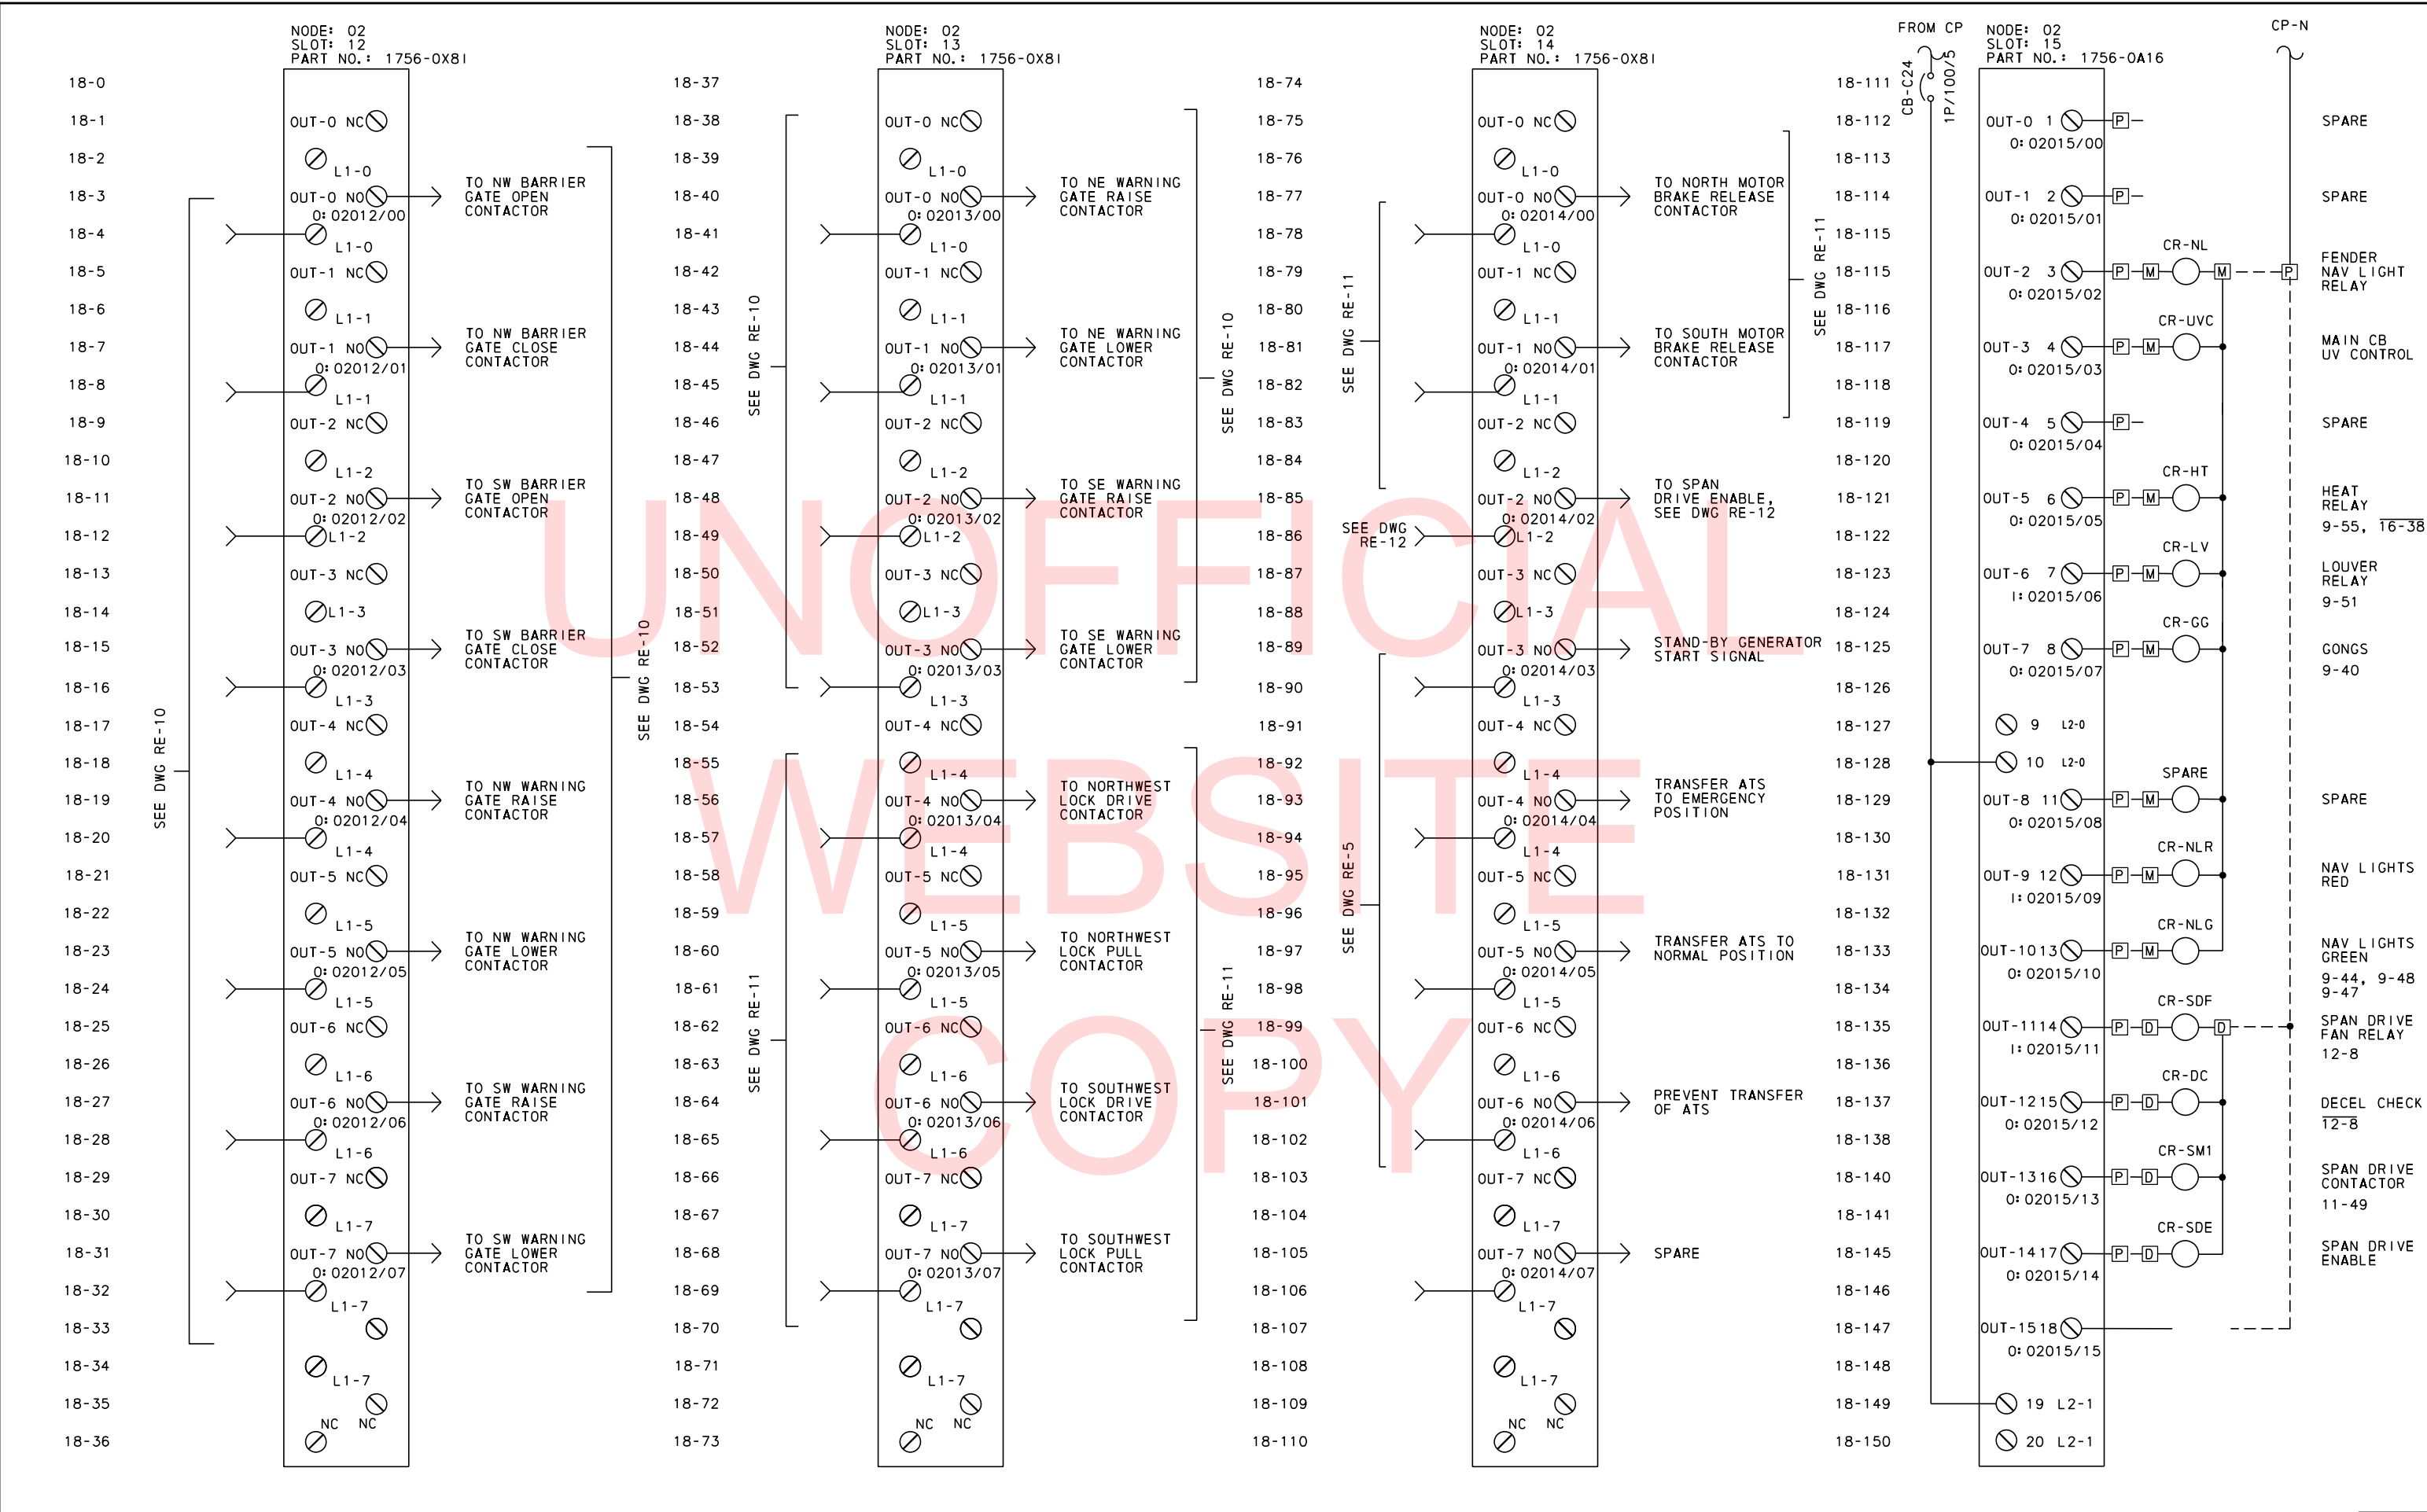 NODE: 02
SLOT: 12
PART NO.: 1756-OX8I
18-0
18-1
18-2
18-3
18-4
18-5
18-6
18-7
18-8
18-9
18-10
18-11
18-12
18-13
18-14
18-15
18-16
18-17
18-18
18-19
18-20
18-21
18-22
18-23
18-24
18-25
18-26
18-27
18-28
18-29
18-30
18-31
18-32
18-33
18-34
18-35
18-36
SEE DWG RE-10
OUT-0 NC
L1-0
OUT-0 NO
O:02012/00
L1-0
OUT-1 NC
L1-1
OUT-1 NO
O:02012/01
L1-1
OUT-2 NC
L1-2
OUT-2 NO
O:02012/02
L1-2
OUT-3 NC
L1-3
OUT-3 NO
O:02012/03
L1-3
OUT-4 NC
L1-4
OUT-4 NO
O:02012/04
L1-4
OUT-5 NC
L1-5
OUT-5 NO
O:02012/05
L1-5
OUT-6 NC
L1-6
OUT-6 NO
O:02012/06
L1-6
OUT-7 NC
L1-7
OUT-7 NO
O:02012/07
L1-7
L1-7
NC NC
TO NW BARRIER
GATE OPEN
CONTACTOR
TO NW BARRIER
GATE CLOSE
CONTACTOR
TO SW BARRIER
GATE OPEN
CONTACTOR
TO SW BARRIER
GATE CLOSE
CONTACTOR
TO NW WARNING
GATE RAISE
CONTACTOR
TO NW WARNING
GATE LOWER
CONTACTOR
TO SW WARNING
GATE RAISE
CONTACTOR
TO SW WARNING
GATE LOWER
CONTACTOR
SEE DWG RE-10
NODE: 02
SLOT: 13
PART NO.: 1756-OX8I
18-37
18-38
18-39
18-40
18-41
18-42
18-43
18-44
18-45
18-46
18-47
18-48
18-49
18-50
18-51
18-52
18-53
18-54
18-55
18-56
18-57
18-58
18-59
18-60
18-61
18-62
18-63
18-64
18-65
18-66
18-67
18-68
18-69
18-70
18-71
18-72
18-73
SEE DWG RE-10
SEE DWG RE-11
OUT-0 NC
L1-0
OUT-0 NO
O:02013/00
L1-0
OUT-1 NC
L1-1
OUT-1 NO
O:02013/01
L1-1
OUT-2 NC
L1-2
OUT-2 NO
O:02013/02
L1-2
OUT-3 NC
L1-3
OUT-3 NO
O:02013/03
L1-3
OUT-4 NC
L1-4
OUT-4 NO
O:02013/04
L1-4
OUT-5 NC
L1-5
OUT-5 NO
O:02013/05
L1-5
OUT-6 NC
L1-6
OUT-6 NO
O:02013/06
L1-6
OUT-7 NC
L1-7
OUT-7 NO
O:02013/07
L1-7
L1-7
NC NC
TO NE WARNING
GATE RAISE
CONTACTOR
TO NE WARNING
GATE LOWER
CONTACTOR
TO SE WARNING
GATE RAISE
CONTACTOR
TO SE WARNING
GATE LOWER
CONTACTOR
TO NORTHWEST
LOCK DRIVE
CONTACTOR
TO NORTHWEST
LOCK PULL
CONTACTOR
TO SOUTHWEST
LOCK DRIVE
CONTACTOR
TO SOUTHWEST
LOCK PULL
CONTACTOR
SEE DWG RE-10
SEE DWG RE-11
NODE: 02
SLOT: 14
PART NO.: 1756-OX8I
18-74
18-75
18-76
18-77
18-78
18-79
18-80
18-81
18-82
18-83
18-84
18-85
18-86
18-87
18-88
18-89
18-90
18-91
18-92
18-93
18-94
18-95
18-96
18-97
18-98
18-99
18-100
18-101
18-102
18-103
18-104
18-105
18-106
18-107
18-108
18-109
18-110
SEE DWG RE-11
SEE DWG
RE-12
SEE DWG RE-5
OUT-0 NC
L1-0
OUT-0 NO
O:02014/00
L1-0
OUT-1 NC
L1-1
OUT-1 NO
O:02014/01
L1-1
OUT-2 NC
L1-2
OUT-2 NO
O:02014/02
L1-2
OUT-3 NC
L1-3
OUT-3 NO
O:02014/03
L1-3
OUT-4 NC
L1-4
OUT-4 NO
O:02014/04
L1-4
OUT-5 NC
L1-5
OUT-5 NO
O:02014/05
L1-5
OUT-6 NC
L1-6
OUT-6 NO
O:02014/06
L1-6
OUT-7 NC
L1-7
OUT-7 NO
O:02014/07
L1-7
L1-7
NC NC
TO NORTH MOTOR
BRAKE RELEASE
CONTACTOR
TO SOUTH MOTOR
BRAKE RELEASE
CONTACTOR
TO SPAN
DRIVE ENABLE,
SEE DWG RE-12
STAND-BY GENERATOR
START SIGNAL
TRANSFER ATS
TO EMERGENCY
POSITION
TRANSFER ATS TO
NORMAL POSITION
PREVENT TRANSFER
OF ATS
SPARE
SEE DWG RE-11
FROM CP
CB-C24
1P/100/5
NODE: 02
SLOT: 15
PART NO.: 1756-OA16
CP-N
18-111
18-112
18-113
18-114
18-115
18-115
18-116
18-117
18-118
18-119
18-120
18-121
18-122
18-123
18-124
18-125
18-126
18-127
18-128
18-129
18-130
18-131
18-132
18-133
18-134
18-135
18-136
18-137
18-138
18-140
18-141
18-145
18-146
18-147
18-148
18-149
18-150
OUT-0 1 P SPARE
O:02015/00
OUT-1 2 P SPARE
O:02015/01
CR-NL
OUT-2 3 P M M P
O:02015/02
FENDER
NAV LIGHT
RELAY
CR-UVC
OUT-3 4 P M
O:02015/03
MAIN CB
UV CONTROL
OUT-4 5 P SPARE
O:02015/04
CR-HT
OUT-5 6 P M
O:02015/05
HEAT
RELAY
9-55, 16-38
CR-LV
OUT-6 7 P M
I:02015/06
LOUVER
RELAY
9-51
CR-GG
OUT-7 8 P M
O:02015/07
GONGS
9-40
9 L2-0
10 L2-0
SPARE
OUT-8 11 P M SPARE
O:02015/08
CR-NLR
OUT-9 12 P M
I:02015/09
NAV LIGHTS
RED
CR-NLG
OUT-10 13 P M
O:02015/10
NAV LIGHTS
GREEN
9-44, 9-48
9-47
CR-SDF
OUT-11 14 P D D
I:02015/11
SPAN DRIVE
FAN RELAY
12-8
CR-DC
OUT-12 15 P D
O:02015/12
DECEL CHECK
12-8
CR-SM1
OUT-13 16 P D
O:02015/13
SPAN DRIVE
CONTACTOR
11-49
CR-SDE
OUT-14 17 P D
O:02015/14
SPAN DRIVE
ENABLE
OUT-15 18
O:02015/15
19 L2-1
20 L2-1
UNOFFICIAL
WEBSITE
COPY